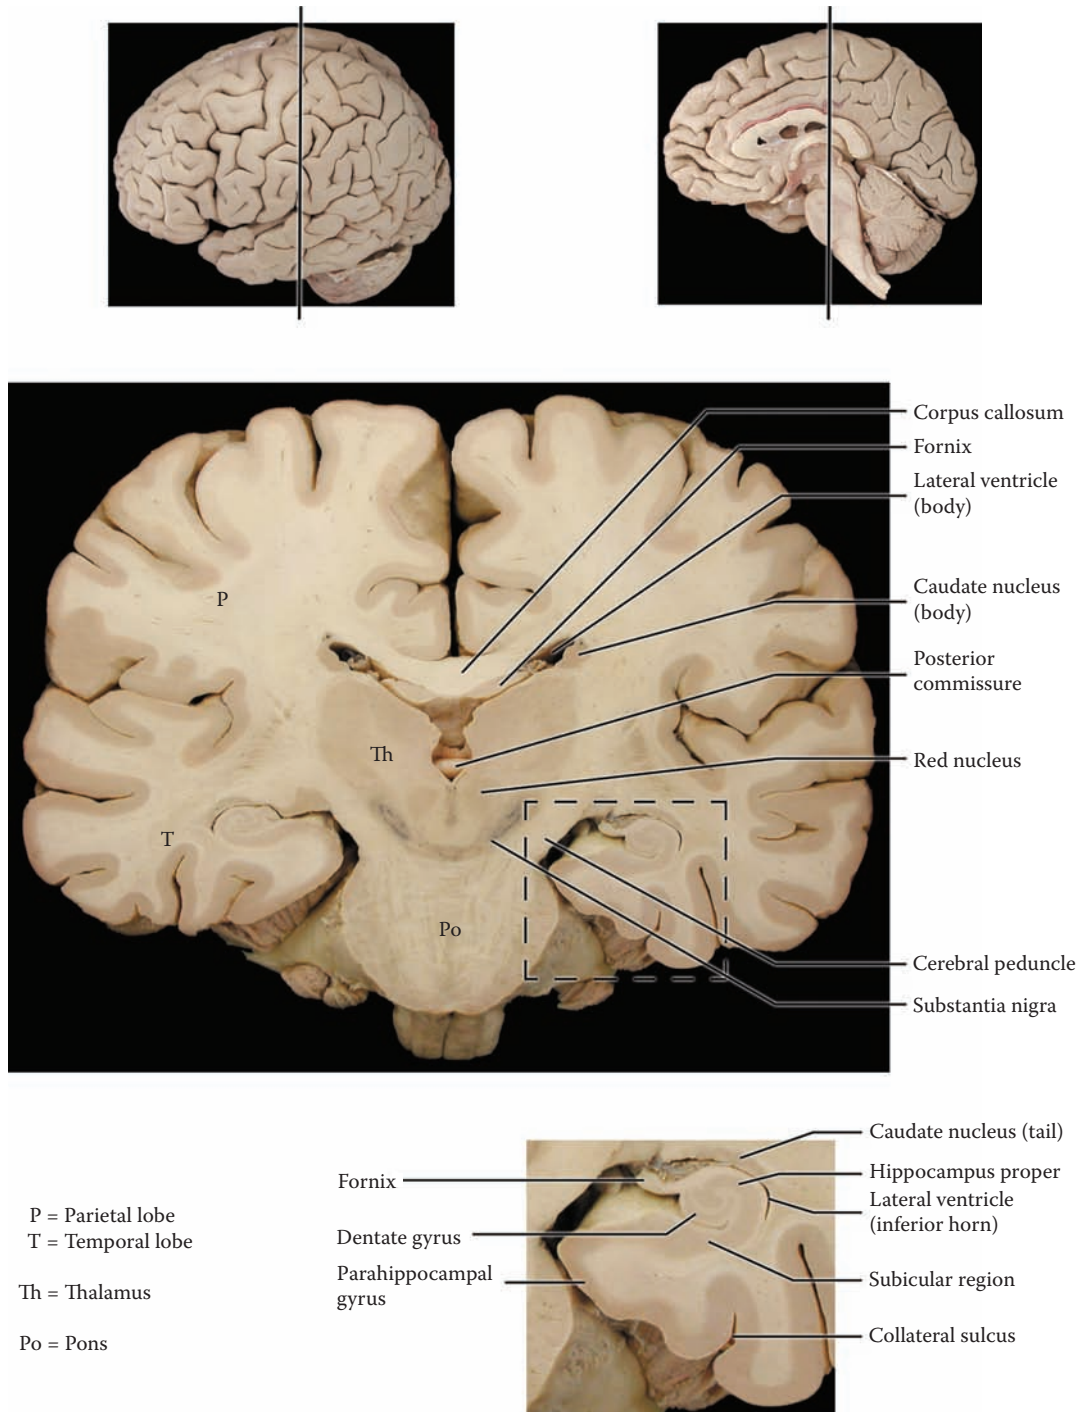 Corpus callosum
Fornix
Lateral ventricle
(body)
Caudate nucleus
(body)
Posterior
commissure
Red nucleus
Cerebral peduncle
Substantia nigra
P
Th
T
Po
Caudate nucleus (tail)
Hippocampus proper
Lateral ventricle
(inferior horn)
Subicular region
Collateral sulcus
Fornix
Dentate gyrus
Parahippocampal
gyrus
P = Parietal lobe
T = Temporal lobe
Th = Thalamus
Po = Pons